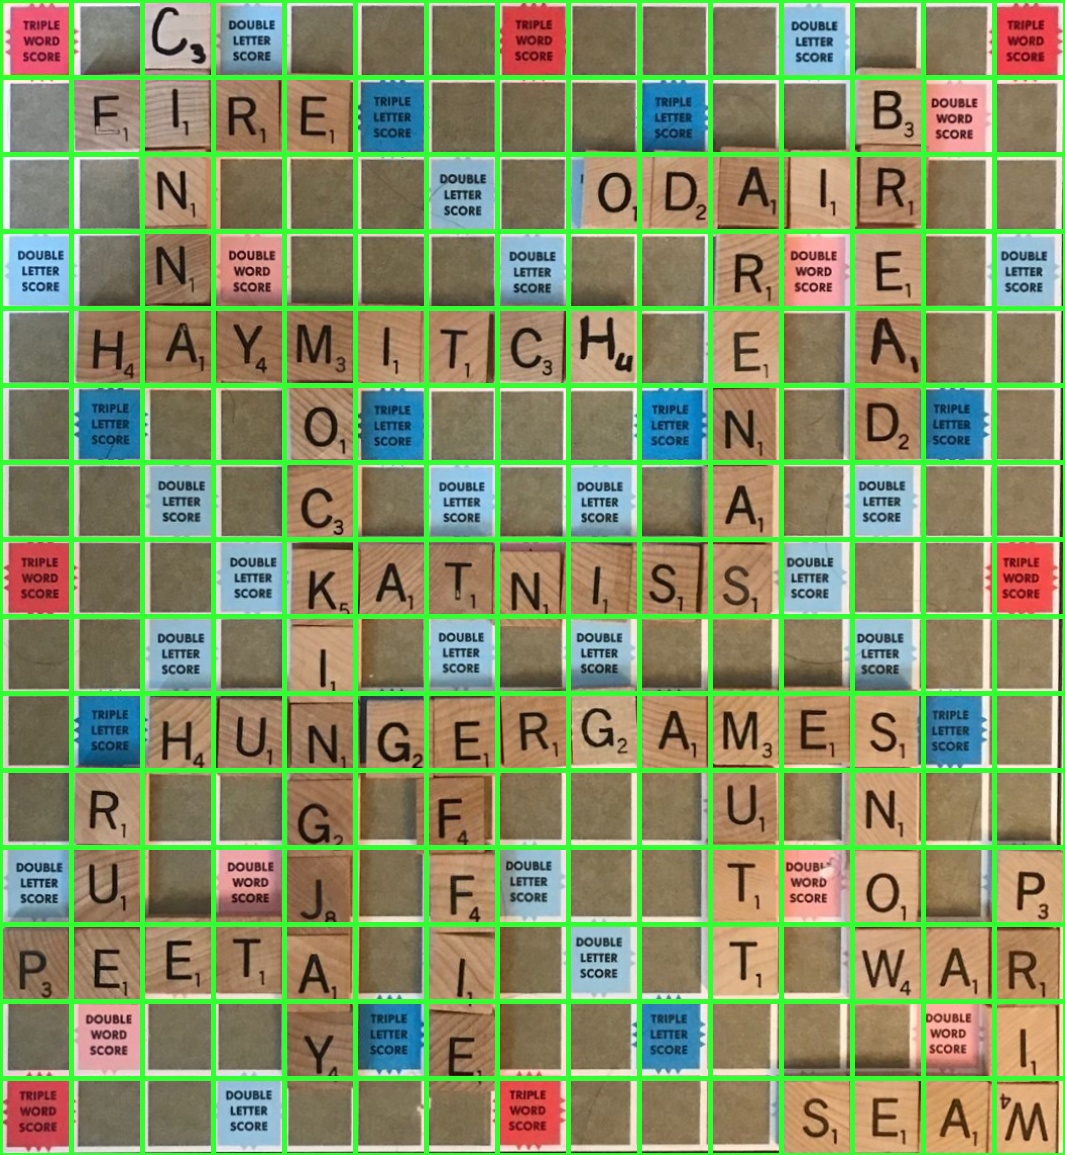 TRIPLE WORD SCORE C₃ DOUBLE LETTER SCORE TRIPLE WORD SCORE DOUBLE LETTER SCORE TRIPLE WORD SCORE
F₁ I₁ R₁ E₁ TRIPLE LETTER SCORE TRIPLE LETTER SCORE B₃ DOUBLE WORD SCORE
N₁ DOUBLE LETTER SCORE O₁ D₂ A₁ I₁ R₁
DOUBLE LETTER SCORE N₁ DOUBLE WORD SCORE DOUBLE LETTER SCORE R₁ DOUBLE WORD SCORE E₁ DOUBLE LETTER SCORE
H₄ A₁ Y₄ M₃ I₁ T₁ C₃ H₄ E₁ A₁
TRIPLE LETTER SCORE O₁ TRIPLE LETTER SCORE TRIPLE LETTER SCORE N₁ D₂ TRIPLE LETTER SCORE
DOUBLE LETTER SCORE C₃ DOUBLE LETTER SCORE DOUBLE LETTER SCORE A₁ DOUBLE LETTER SCORE
TRIPLE WORD SCORE DOUBLE LETTER SCORE K₅ A₁ T₁ N₁ I₁ S₁ S₁ DOUBLE LETTER SCORE TRIPLE WORD SCORE
DOUBLE LETTER SCORE I₁ DOUBLE LETTER SCORE DOUBLE LETTER SCORE DOUBLE LETTER SCORE
TRIPLE LETTER SCORE H₄ U₁ N₁ G₂ E₁ R₁ G₂ A₁ M₃ E₁ S₁ TRIPLE LETTER SCORE
R₁ G₂ F₄ U₁ N₁
DOUBLE LETTER SCORE U₁ DOUBLE WORD SCORE J₈ F₄ DOUBLE LETTER SCORE T₁ DOUBLE WORD SCORE O₁ P₃
P₃ E₁ E₁ T₁ A₁ I₁ DOUBLE LETTER SCORE T₁ W₄ A₁ R₁
DOUBLE WORD SCORE Y₄ TRIPLE LETTER SCORE E₁ TRIPLE LETTER SCORE DOUBLE WORD SCORE I₁
TRIPLE WORD SCORE DOUBLE LETTER SCORE TRIPLE WORD SCORE S₁ E₁ A₁ W₄